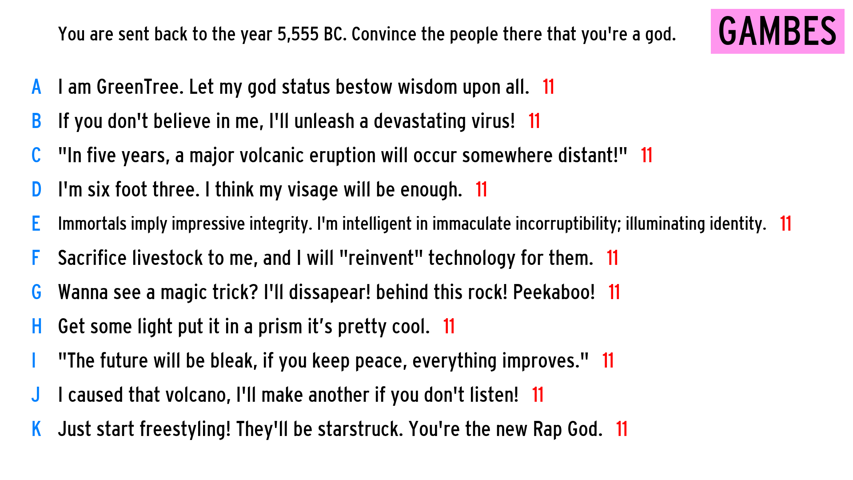 You are sent back to the year 5,555 BC. Convince the people there that you're a god.
GAMBES
A I am GreenTree. Let my god status bestow wisdom upon all. 11
B If you don't believe in me, I'll unleash a devastating virus! 11
C "In five years, a major volcanic eruption will occur somewhere distant!" 11
D I'm six foot three. I think my visage will be enough. 11
E Immortals imply impressive integrity. I'm intelligent in immaculate incorruptibility; illuminating identity. 11
F Sacrifice livestock to me, and I will "reinvent" technology for them. 11
G Wanna see a magic trick? I'll dissapear! behind this rock! Peekaboo! 11
H Get some light put it in a prism it’s pretty cool. 11
I "The future will be bleak, if you keep peace, everything improves." 11
J I caused that volcano, I'll make another if you don't listen! 11
K Just start freestyling! They'll be starstruck. You're the new Rap God. 11